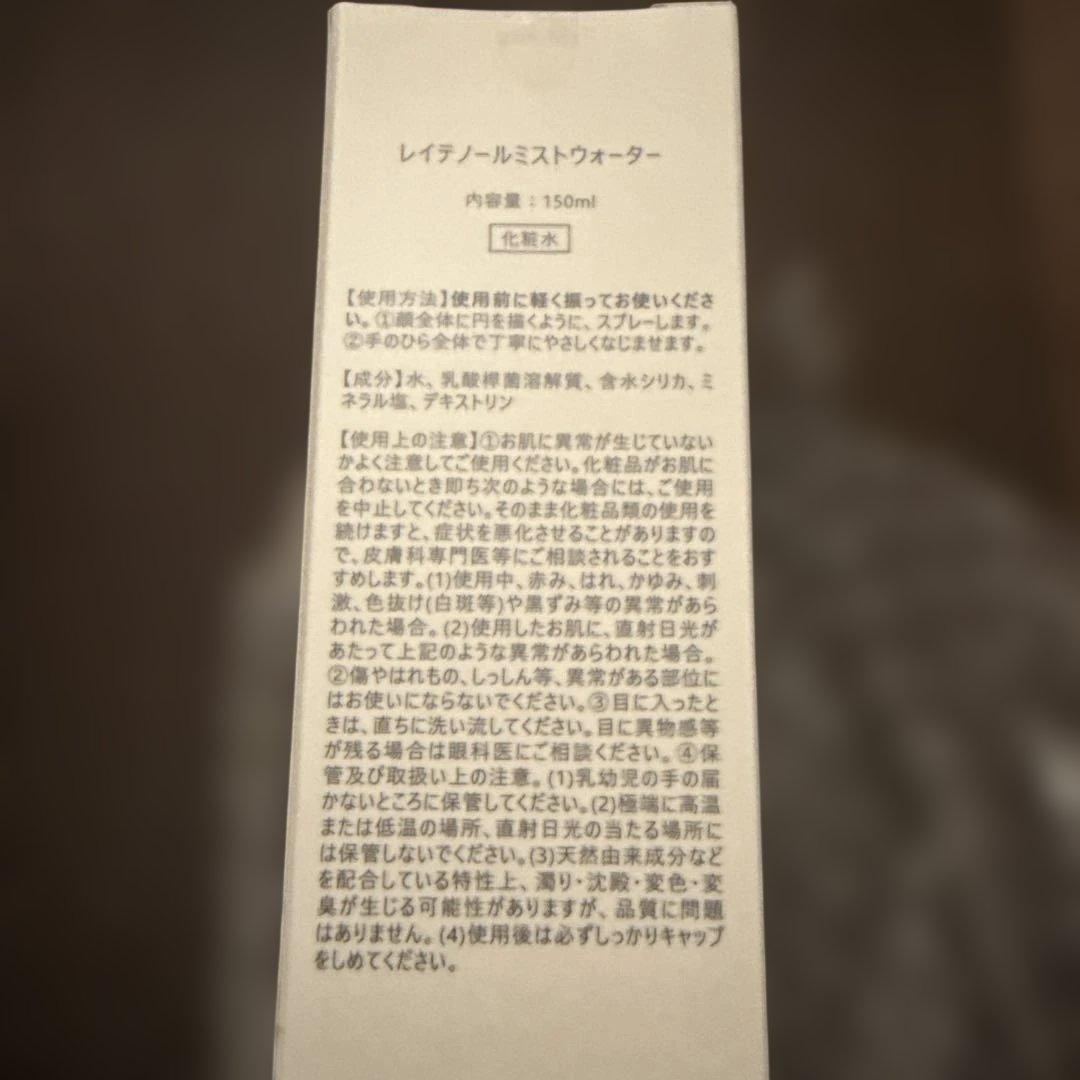 レイテノールミストウォーター
内容量：150ml
化粧水
【使用方法】使用前に軽く振ってお使いくださ
い。①顔全体に円を描くように、スプレーします。
②手のひら全体で丁寧にやさしくなじませます。
【成分】水、乳酸桿菌溶解質、含水シリカ、ミ
ネラル塩、デキストリン
【使用上の注意】①お肌に異常が生じていない
かよく注意してご使用ください。化粧品がお肌に
合わないとき即ち次のような場合には、ご使用
を中止してください。そのまま化粧品類の使用を
続けますと、症状を悪化させることがありますの
で、皮膚科専門医等にご相談されることをおす
すめします。(1)使用中、赤み、はれ、かゆみ、刺
激、色抜け(白斑等)や黒ずみ等の異常があら
われた場合。(2)使用したお肌に、直射日光が
あたって上記のような異常があらわれた場合。
②傷やはれもの、しっしん等、異常がある部位に
はお使いにならないでください。③目に入ったと
きは、直ちに洗い流してください。目に異物感等
が残る場合は眼科医にご相談ください。④保
管及び取扱い上の注意。(1)乳幼児の手の届
かないところに保管してください。(2)極端に高温
または低温の場所、直射日光の当たる場所に
は保管しないでください。(3)天然由来成分など
を配合している特性上、濁り・沈殿・変色・変
臭が生じる可能性がありますが、品質に問題
はありません。(4)使用後は必ずしっかりキャップ
をしめてください。